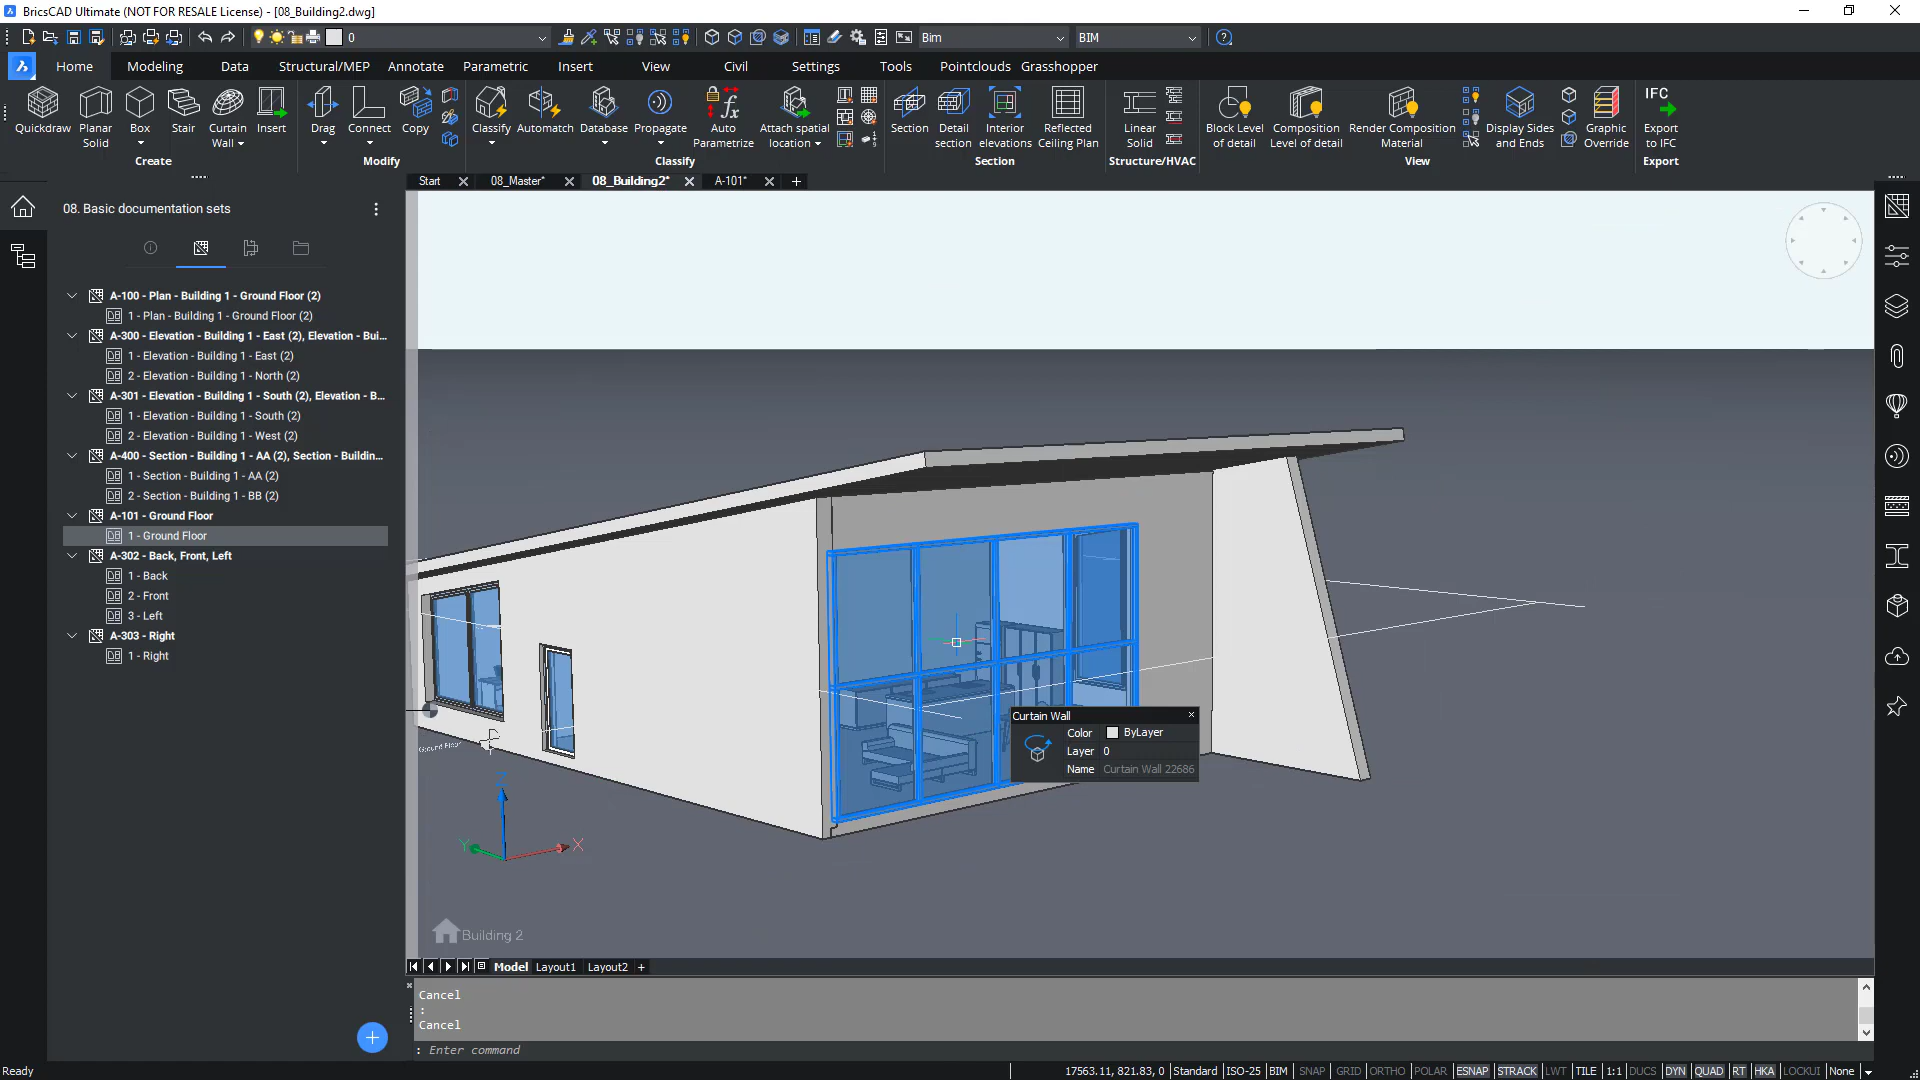 BricsCAD Ultimate (NOT FOR RESALE License) - [08_Building2.dwg]
0
Bim
BIM
Home
Modeling
Data
Structural/MEP
Annotate
Parametric
Insert
View
Civil
Settings
Tools
Pointclouds
Grasshopper
Quickdraw
Planar
Solid
Box
Stair
Curtain
Wall
Insert
Create
Drag
Connect
Copy
Modify
Classify
Automatch
Database
Propagate
Auto
Parametrize
Attach spatial
location
Classify
Section
Detail
section
Interior
elevations
Reflected
Ceiling Plan
Section
Linear
Solid
Structure/HVAC
Block Level
of detail
Composition
Level of detail
Render Composition
Material
Display Sides
and Ends
Graphic
Override
View
IFC
Export
to IFC
Export
Start
08_Master*
08_Building2*
A-101*
08. Basic documentation sets
A-100 - Plan - Building 1 - Ground Floor (2)
1 - Plan - Building 1 - Ground Floor (2)
A-300 - Elevation - Building 1 - East (2), Elevation - Bui...
1 - Elevation - Building 1 - East (2)
2 - Elevation - Building 1 - North (2)
A-301 - Elevation - Building 1 - South (2), Elevation - B...
1 - Elevation - Building 1 - South (2)
2 - Elevation - Building 1 - West (2)
A-400 - Section - Building 1 - AA (2), Section - Buildin...
1 - Section - Building 1 - AA (2)
2 - Section - Building 1 - BB (2)
A-101 - Ground Floor
1 - Ground Floor
A-302 - Back, Front, Left
1 - Back
2 - Front
3 - Left
A-303 - Right
1 - Right
Ground Floor
Z
Y
X
Curtain Wall
Color ByLayer
Layer 0
Name Curtain Wall 22686
Building 2
Model
Layout1
Layout2
Cancel
:
Cancel
: Enter command
Ready
17563.11, 821.83, 0
Standard
ISO-25
BIM
SNAP
GRID
ORTHO
POLAR
ESNAP
STRACK
LWT
TILE
1:1
DUCS
DYN
QUAD
RT
HKA
LOCKUI
None